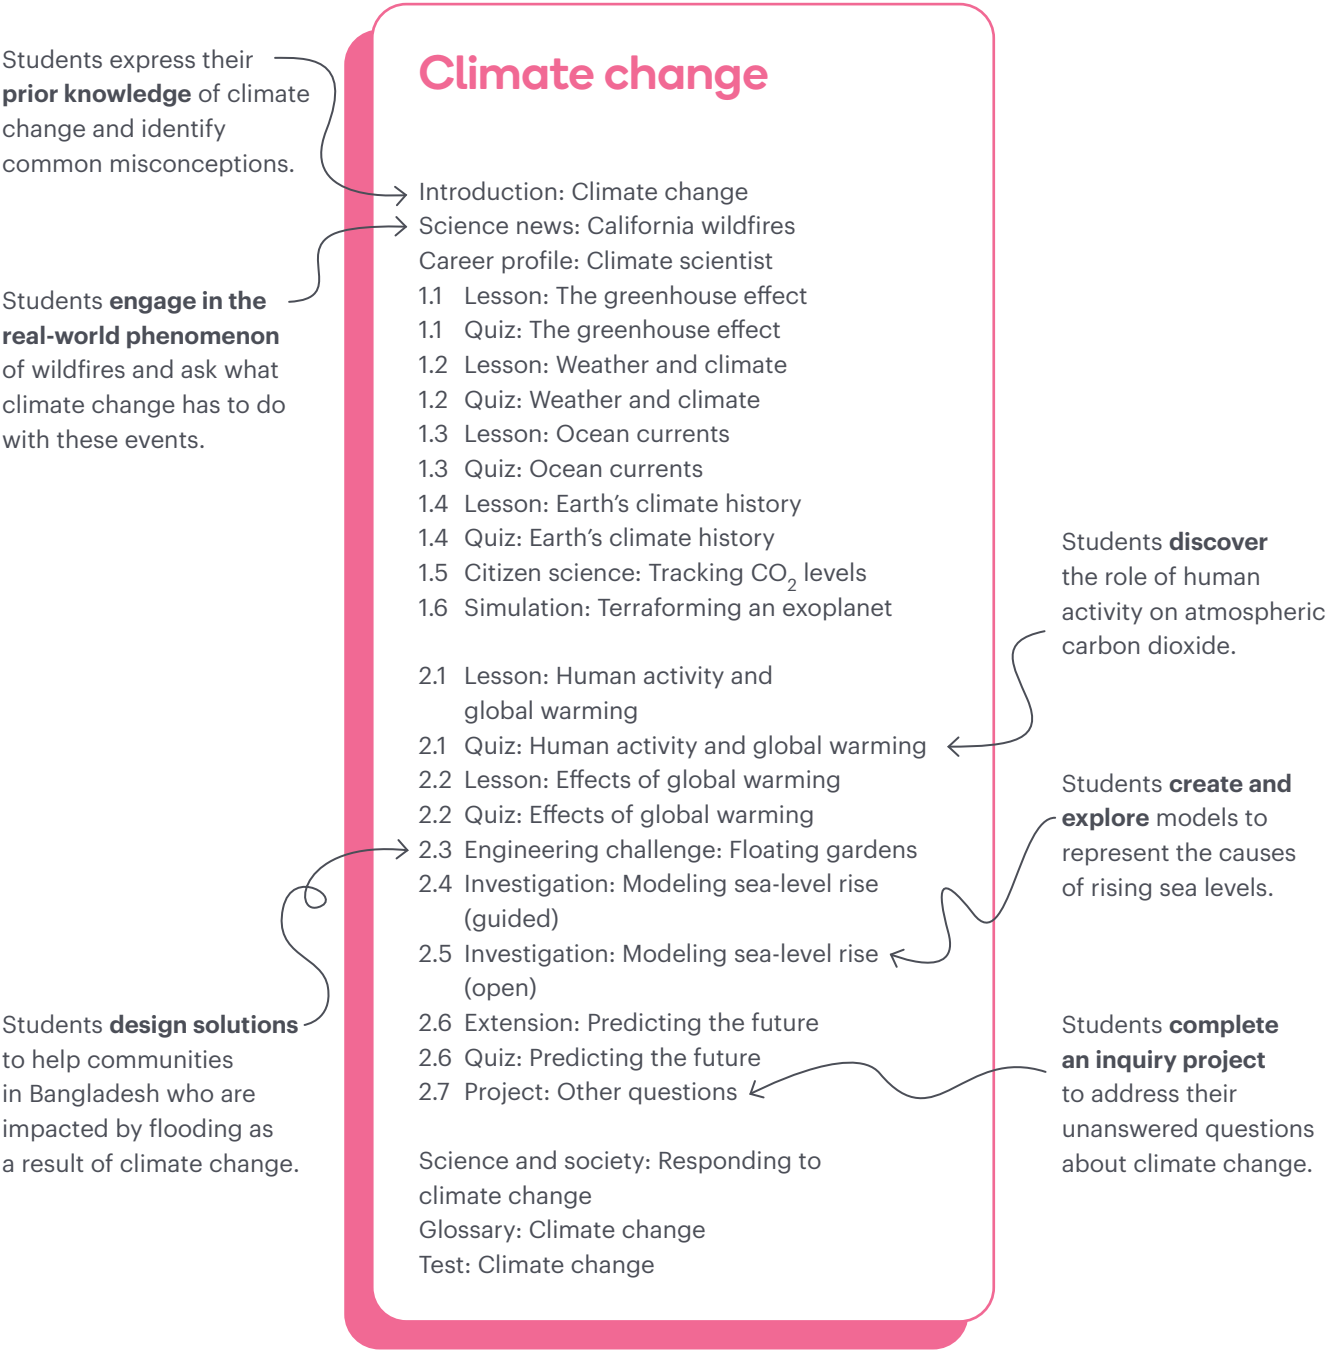 Students express their
prior knowledge of climate
change and identify
common misconceptions.
Students engage in the
real-world phenomenon
of wildfires and ask what
climate change has to do
with these events.
Students design solutions
to help communities
in Bangladesh who are
impacted by flooding as
a result of climate change.
Climate change
Introduction: Climate change
Science news: California wildfires
Career profile: Climate scientist
1.1 Lesson: The greenhouse effect
1.1 Quiz: The greenhouse effect
1.2 Lesson: Weather and climate
1.2 Quiz: Weather and climate
1.3 Lesson: Ocean currents
1.3 Quiz: Ocean currents
1.4 Lesson: Earth’s climate history
1.4 Quiz: Earth’s climate history
1.5 Citizen science: Tracking CO₂ levels
1.6 Simulation: Terraforming an exoplanet
2.1 Lesson: Human activity and
global warming
2.1 Quiz: Human activity and global warming
2.2 Lesson: Effects of global warming
2.2 Quiz: Effects of global warming
2.3 Engineering challenge: Floating gardens
2.4 Investigation: Modeling sea-level rise
(guided)
2.5 Investigation: Modeling sea-level rise
(open)
2.6 Extension: Predicting the future
2.6 Quiz: Predicting the future
2.7 Project: Other questions
Science and society: Responding to
climate change
Glossary: Climate change
Test: Climate change
Students discover
the role of human
activity on atmospheric
carbon dioxide.
Students create and
explore models to
represent the causes
of rising sea levels.
Students complete
an inquiry project
to address their
unanswered questions
about climate change.